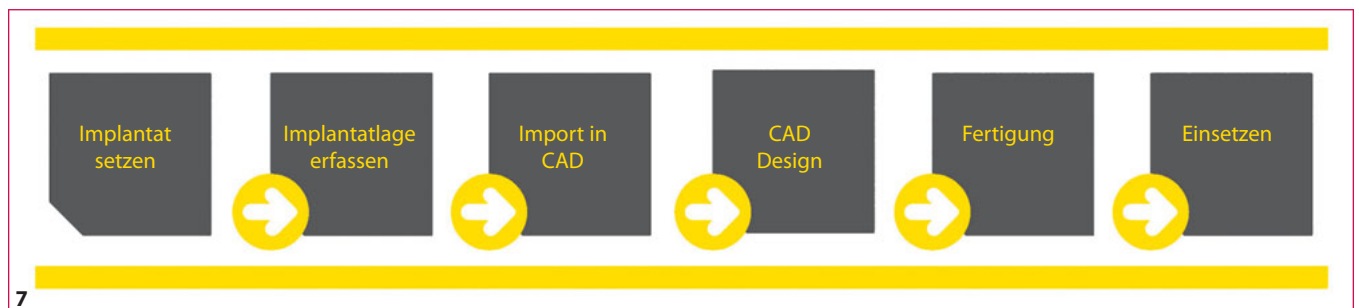 Implantat
setzen
Implantatlage
erfassen
Import in
CAD
CAD
Design
Fertigung
Einsetzen
7